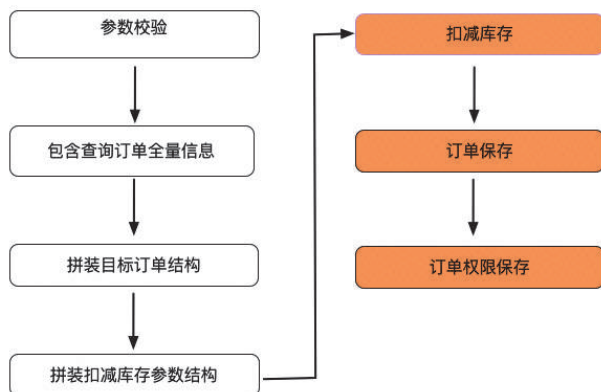 参数校验
包含查询订单全量信息
拼装目标订单结构
拼装扣减库存参数结构
扣减库存
订单保存
订单权限保存